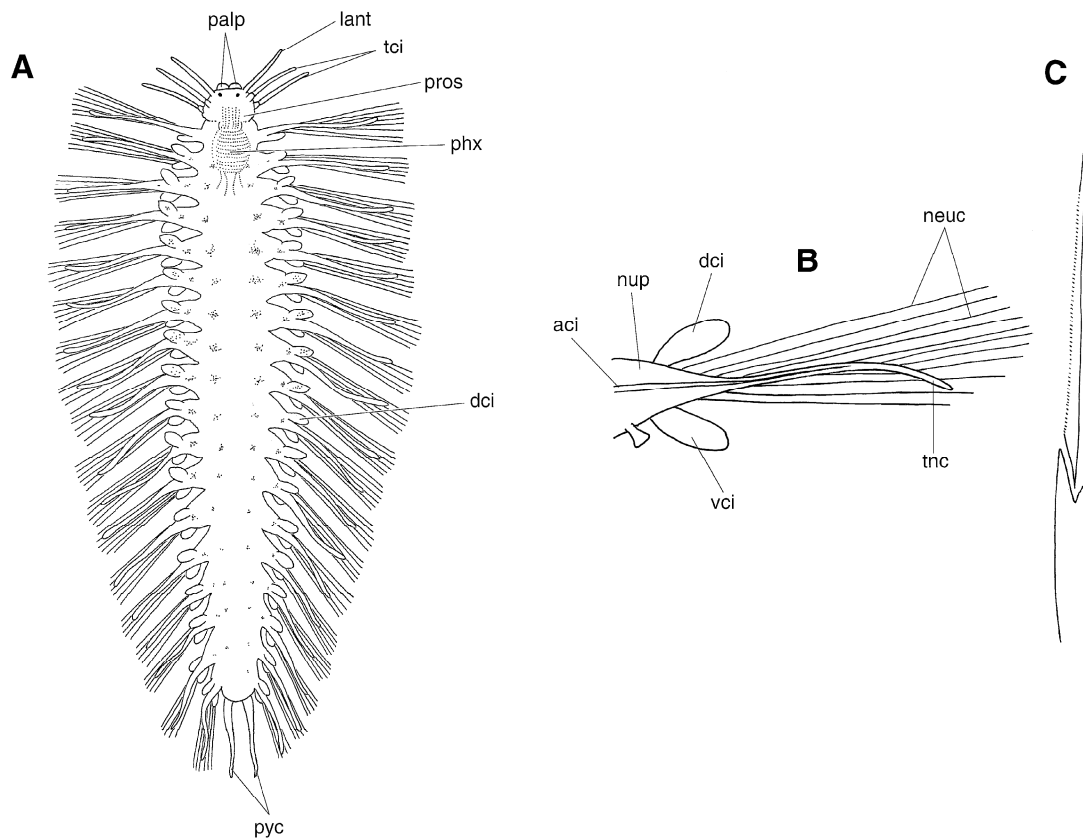 A
palp
lant
tci
pros
phx
dci
pyc
B
neuc
dci
nup
aci
tnc
vci
C